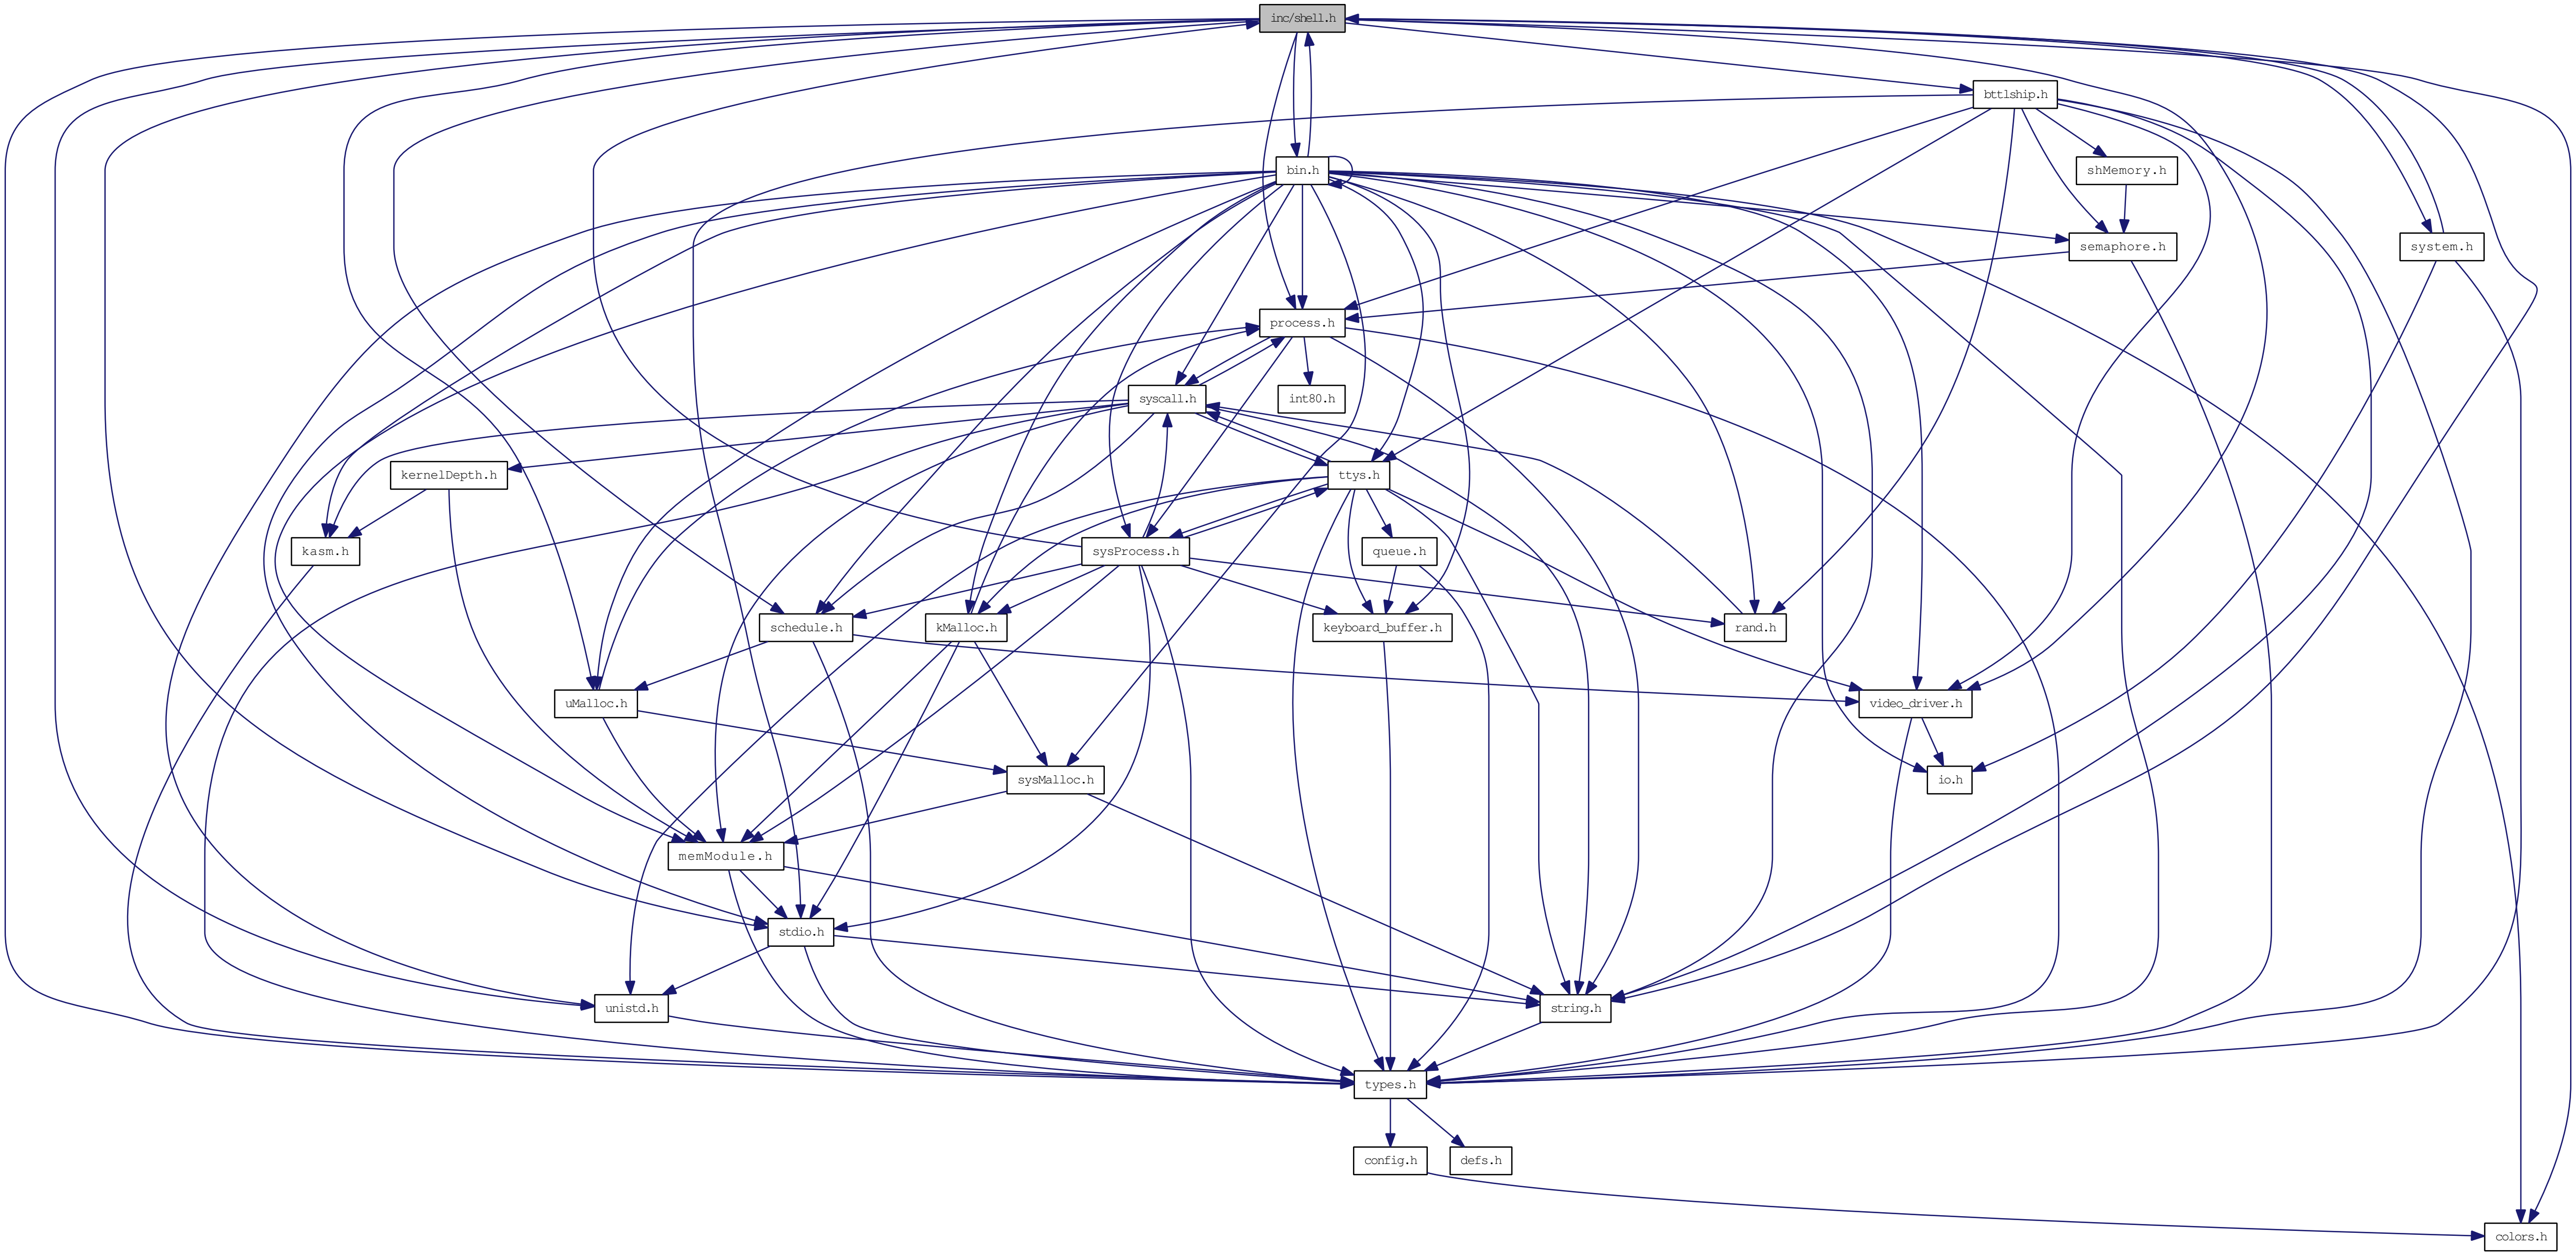 inc/shell.h
bttlship.h
bin.h
shMemory.h
semaphore.h
system.h
process.h
syscall.h
int80.h
kernelDepth.h
ttys.h
kasm.h
sysProcess.h
queue.h
schedule.h
kMalloc.h
keyboard_buffer.h
rand.h
uMalloc.h
video_driver.h
sysMalloc.h
io.h
memModule.h
stdio.h
unistd.h
string.h
types.h
config.h
defs.h
colors.h